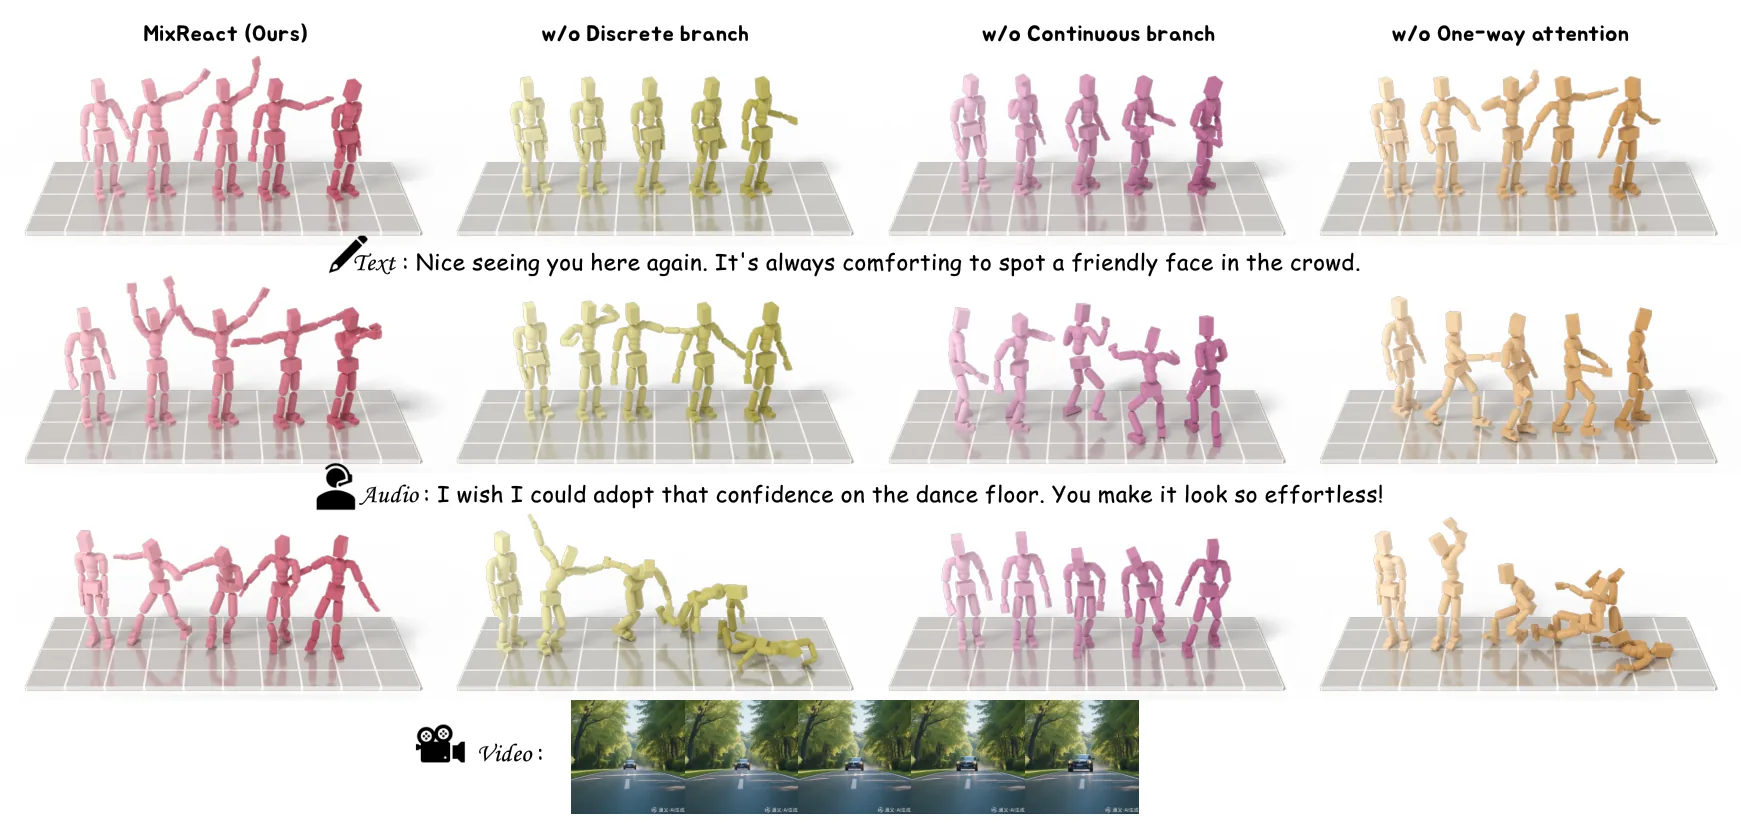 MixReact (Ours)
w/o Discrete branch
w/o Continuous branch
w/o One-way attention
Text : Nice seeing you here again. It's always comforting to spot a friendly face in the crowd.
Audio : I wish I could adopt that confidence on the dance floor. You make it look so effortless!
Video :